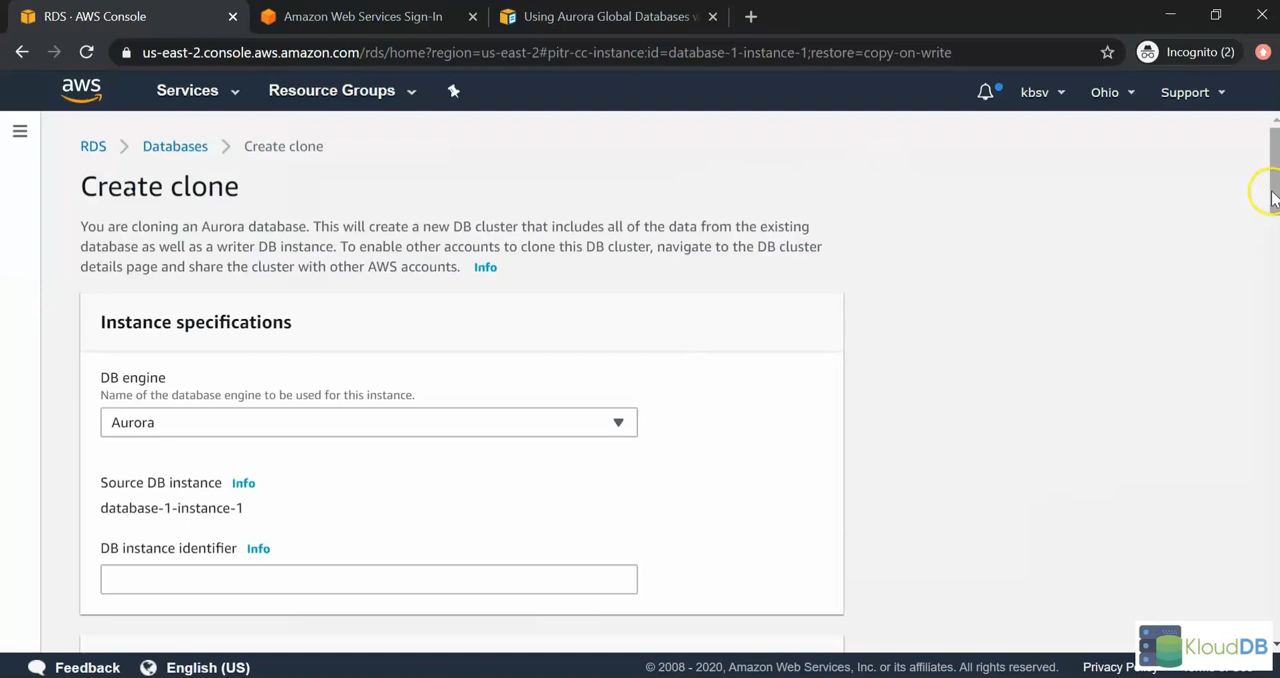 RDS · AWS Console
Amazon Web Services Sign-In
Using Aurora Global Databases
us-east-2.console.aws.amazon.com/rds/home?region=us-east-2#pitr-cc-instance:id=database-1-instance-1;restore=copy-on-write
Incognito (2)
aws
Services
Resource Groups
kbsv
Ohio
Support
RDS
Databases
Create clone
Create clone
You are cloning an Aurora database. This will create a new DB cluster that includes all of the data from the existing
database as well as a writer DB instance. To enable other accounts to clone this DB cluster, navigate to the DB cluster
details page and share the cluster with other AWS accounts. Info
Instance specifications
DB engine
Name of the database engine to be used for this instance.
Aurora
Source DB instance Info
database-1-instance-1
DB instance identifier Info
KloudDB
Feedback
English (US)
© 2008 - 2020, Amazon Web Services, Inc. or its affiliates. All rights reserved.
Privacy